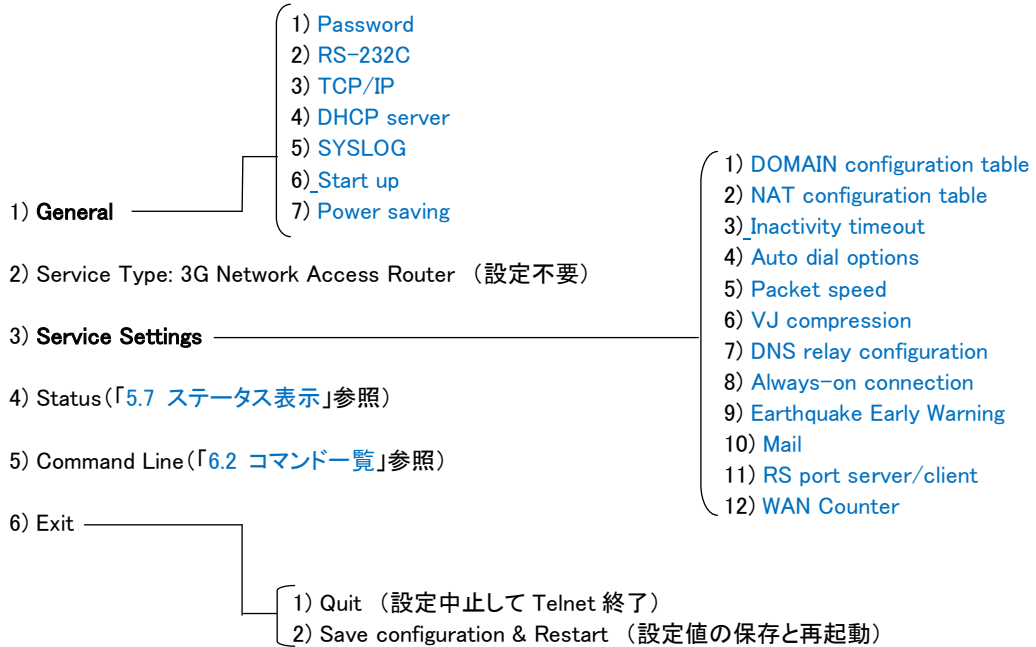 1) General
1) Password
2) RS-232C
3) TCP/IP
4) DHCP server
5) SYSLOG
6) Start up
7) Power saving
2) Service Type: 3G Network Access Router （設定不要）
3) Service Settings
1) DOMAIN configuration table
2) NAT configuration table
3) Inactivity timeout
4) Auto dial options
5) Packet speed
6) VJ compression
7) DNS relay configuration
8) Always-on connection
9) Earthquake Early Warning
10) Mail
11) RS port server/client
12) WAN Counter
4) Status（「5.7 ステータス表示」参照）
5) Command Line（「6.2 コマンド一覧」参照）
6) Exit
1) Quit （設定中止して Telnet 終了）
2) Save configuration & Restart （設定値の保存と再起動）